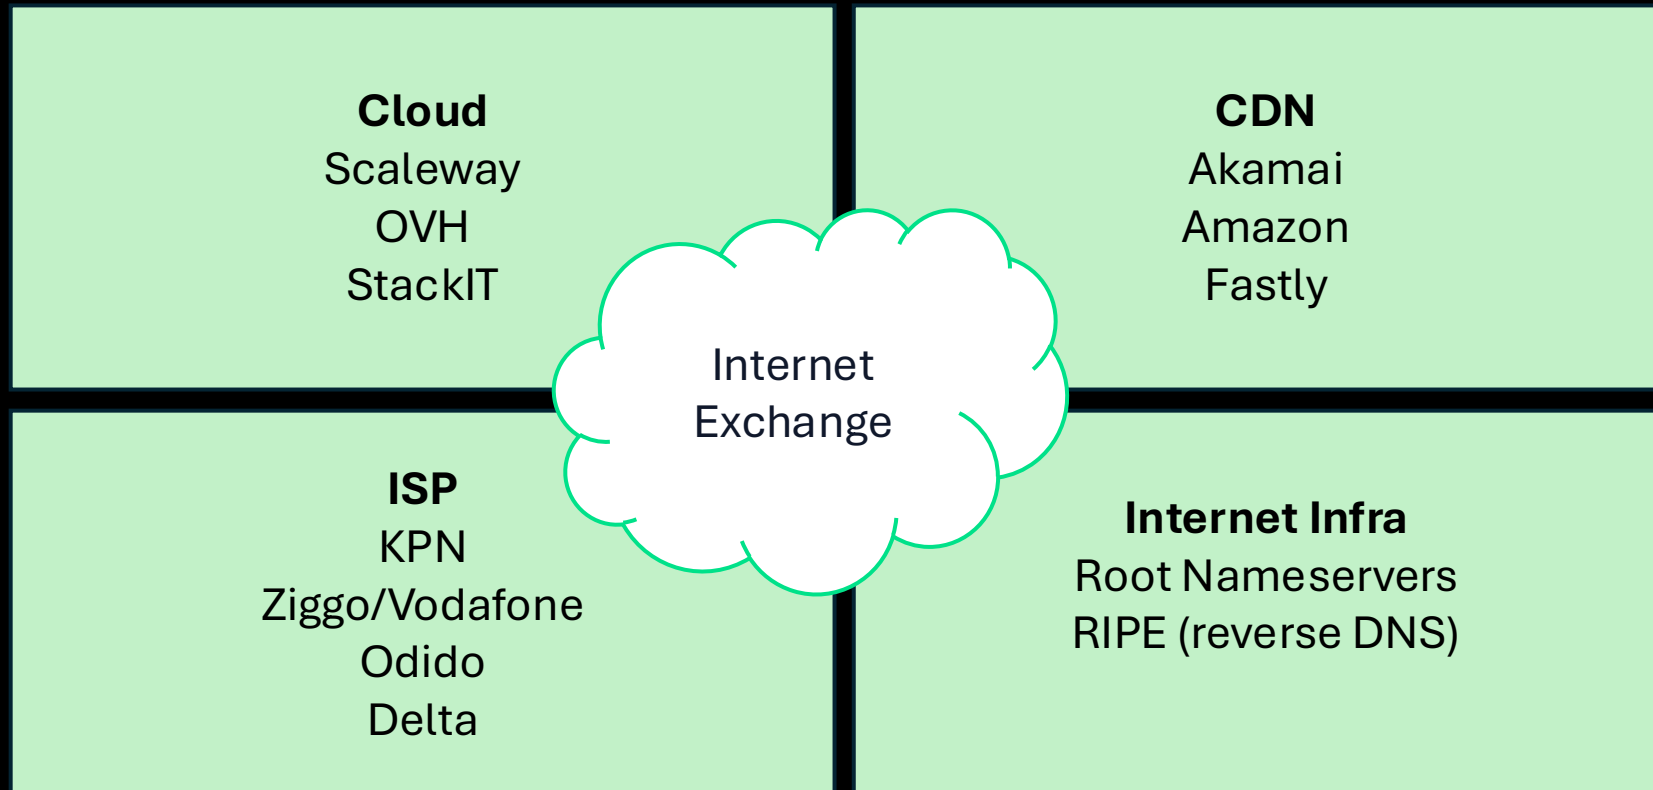 Cloud
Scaleway
OVH
StackIT
CDN
Akamai
Amazon
Fastly
Internet
Exchange
ISP
KPN
Ziggo/Vodafone
Odido
Delta
Internet Infra
Root Nameservers
RIPE (reverse DNS)